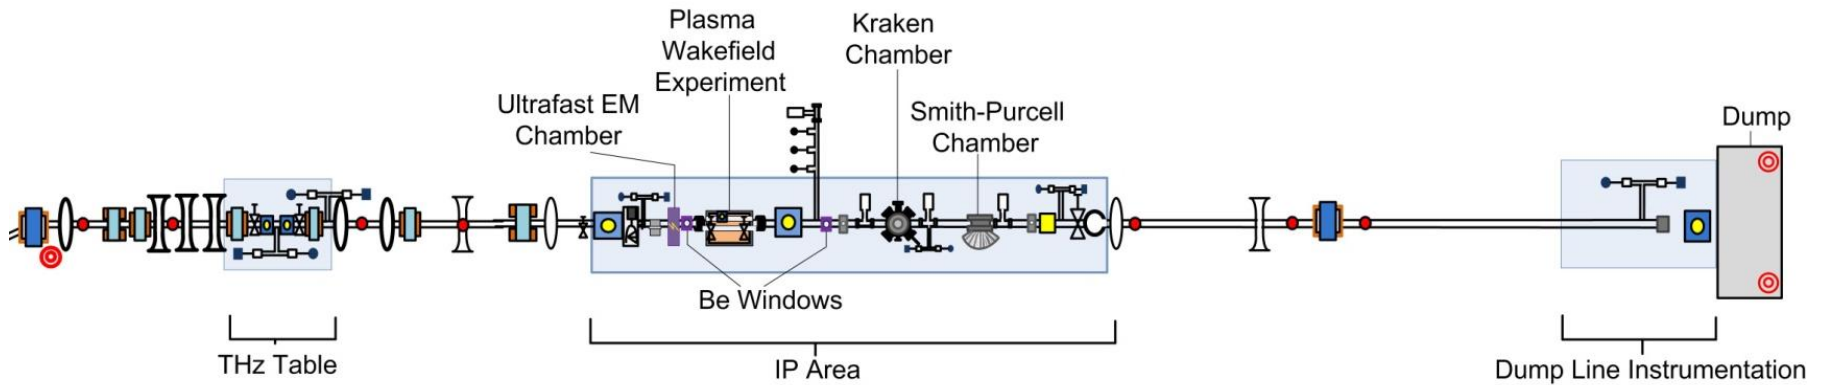 Plasma
Wakefield
Experiment
Kraken
Chamber
Ultrafast EM
Chamber
Smith-Purcell
Chamber
Dump
Be Windows
THz Table
IP Area
Dump Line Instrumentation